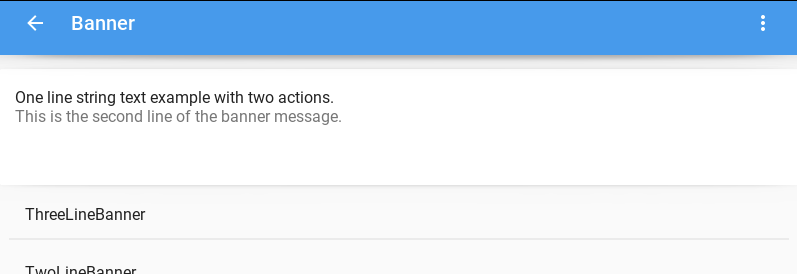 Banner
One line string text example with two actions.
This is the second line of the banner message.
ThreeLineBanner
TwoLineBanner